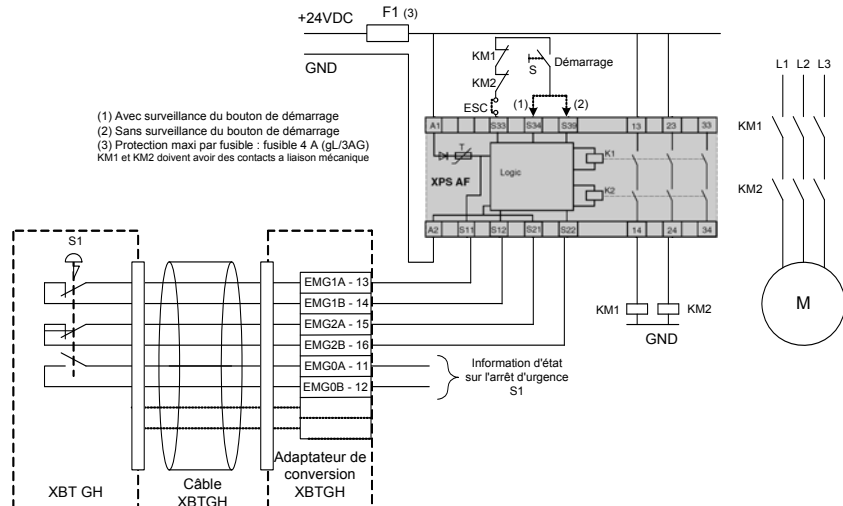 +24VDC
F1 (3)
GND
KM1
KM2
ESC
S
Démarrage
(1)
(2)
L1 L2 L3
(1) Avec surveillance du bouton de démarrage
(2) Sans surveillance du bouton de démarrage
(3) Protection maxi par fusible : fusible 4 A (gL/3AG)
KM1 et KM2 doivent avoir des contacts a liaison mécanique
A1 S33 S34 S39 13 23 33
T
XPS AF
Logic
K1
K2
A2 S11 S12 S21 S22 14 24 34
KM1
KM2
M
KM1 KM2
GND
S1
EMG1A - 13
EMG1B - 14
EMG2A - 15
EMG2B - 16
EMG0A - 11
EMG0B - 12
Information d'état
sur l'arrêt d'urgence
S1
XBT GH
Câble
XBTGH
Adaptateur de
conversion
XBTGH